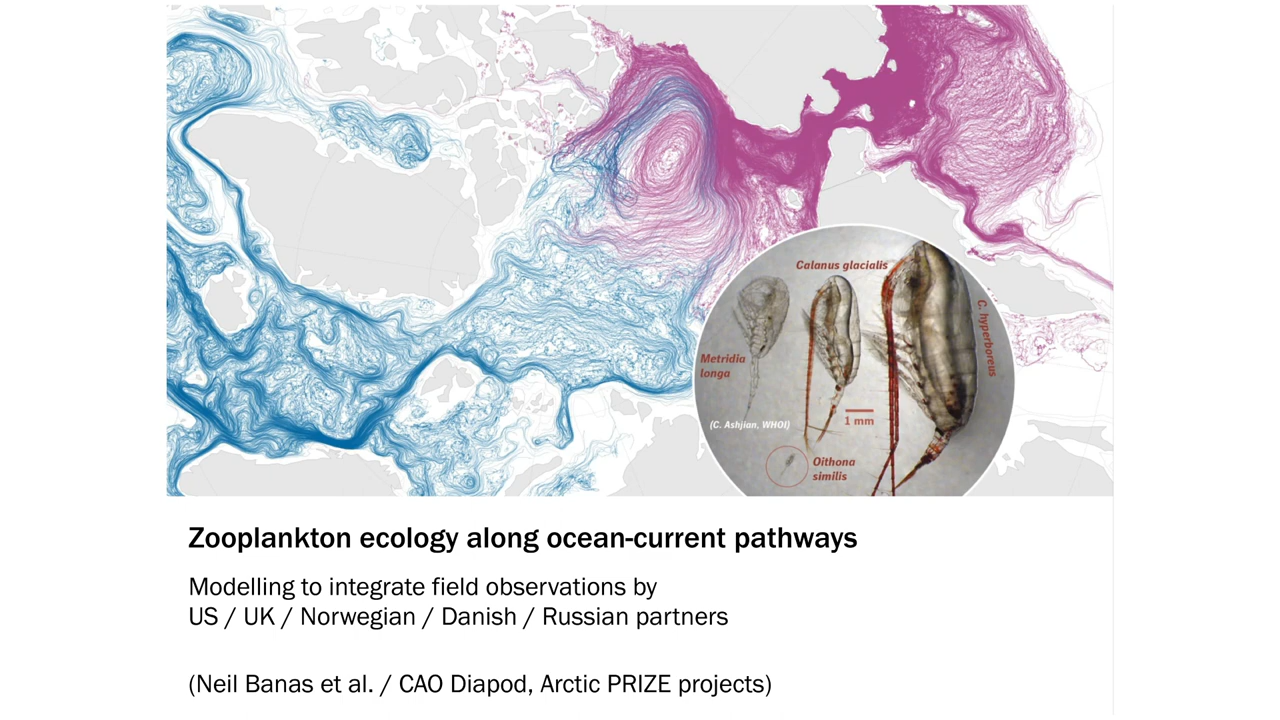 Calanus glacialis
C. hyperboreus
Metridia
longa
(C. Ashjian, WHOI)
1 mm
Oithona
similis
Zooplankton ecology along ocean-current pathways
Modelling to integrate field observations by
US / UK / Norwegian / Danish / Russian partners
(Neil Banas et al. / CAO Diapod, Arctic PRIZE projects)